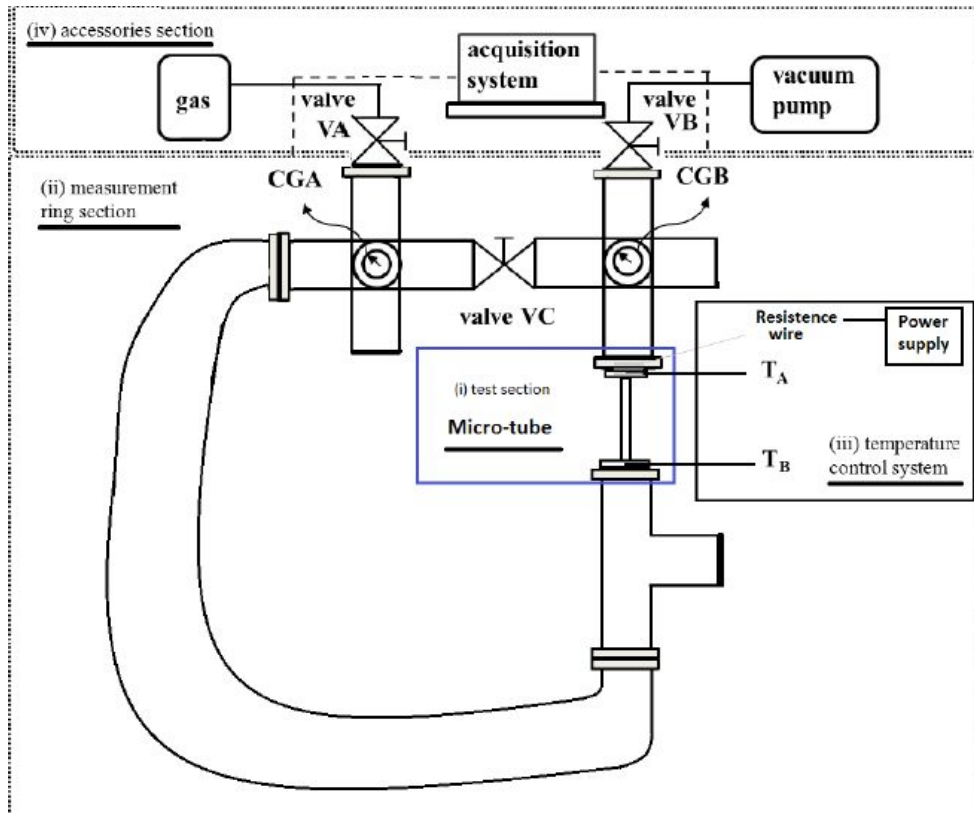 (iv) accessories section
acquisition
system
gas
valve
VA
valve
VB
vacuum
pump
(ii) measurement
ring section
CGA
CGB
valve VC
Resistence
wire
Power
supply
(i) test section
Micro-tube
TA
TB
(iii) temperature
control system